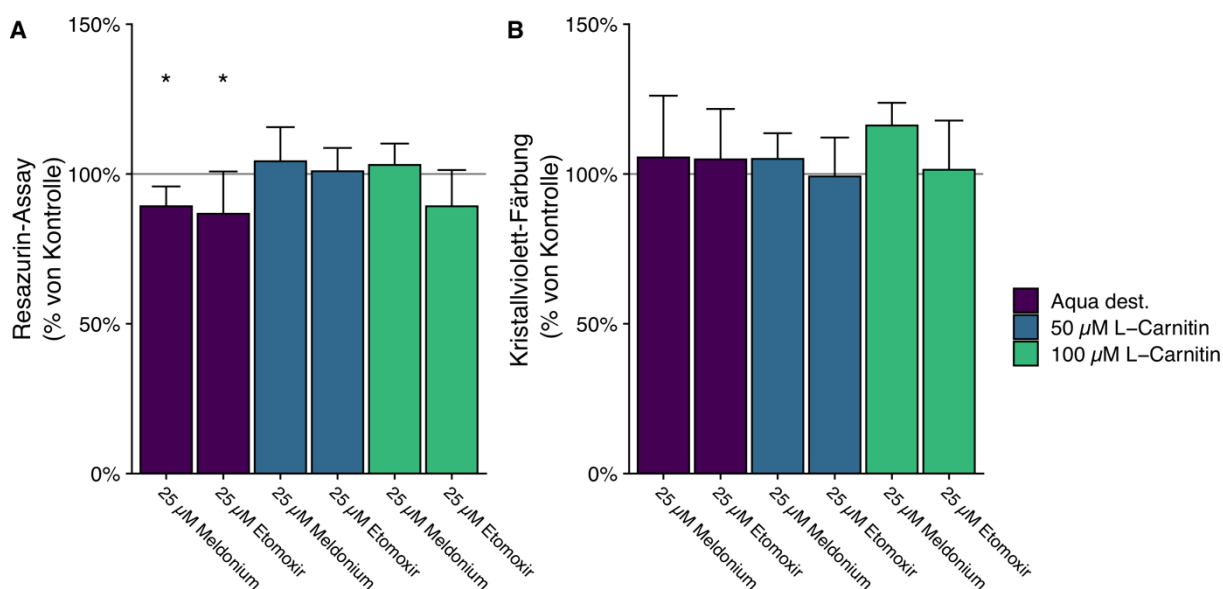 A
Resazurin-Assay
(% von Kontrolle)
150%
100%
50%
0%
*
*
25 µM Meldonium
25 µM Etomoxir
25 µM Meldonium
25 µM Etomoxir
25 µM Meldonium
25 µM Etomoxir
B
Kristallviolett-Färbung
(% von Kontrolle)
150%
100%
50%
0%
25 µM Meldonium
25 µM Etomoxir
25 µM Meldonium
25 µM Etomoxir
25 µM Meldonium
25 µM Etomoxir
Aqua dest.
50 µM L−Carnitin
100 µM L−Carnitin